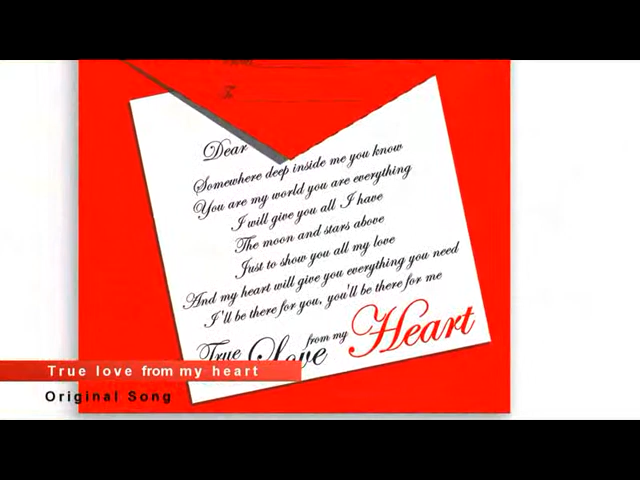 Dear
Somewhere deep inside me you know
You are my world you are everything
I will give you all I have
The moon and stars above
Just to show you all my love
And my heart will give you everything you need
I'll be there for you, you'll be there for me
True Love from my Heart
True love from my heart
Original Song